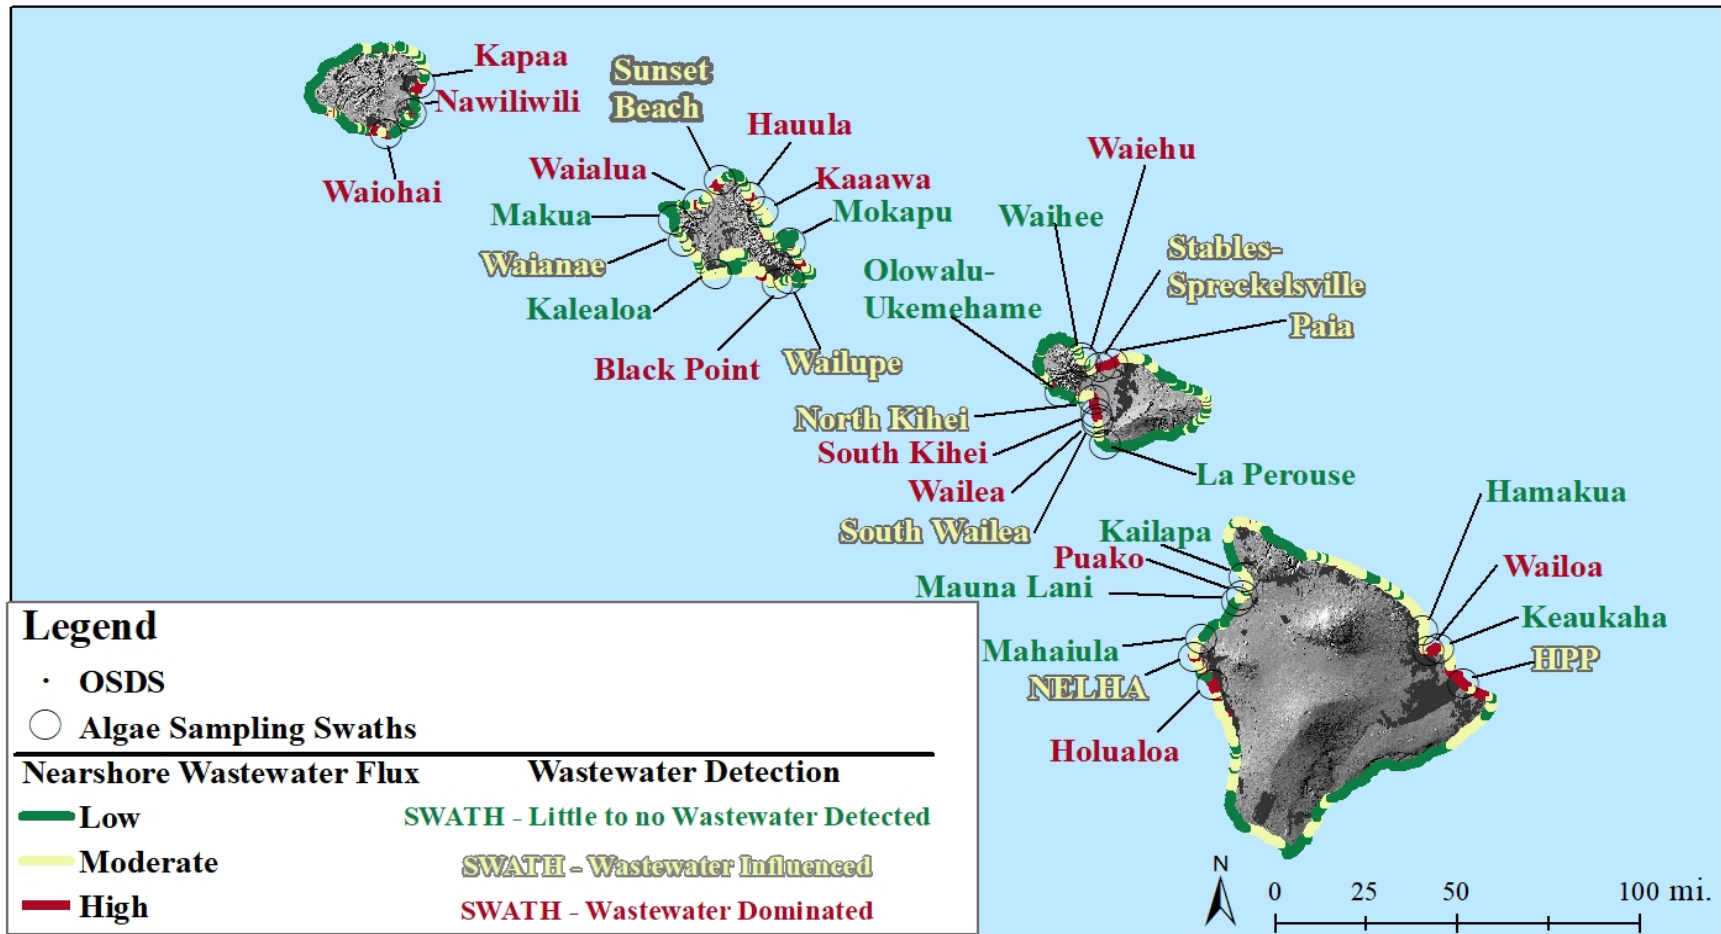 Kapaa
Nawiliwili
Waiohai
Sunset
Beach
Hauula
Waialua
Kaaawa
Makua
Mokapu
Waianae
Kalealoa
Black Point
Wailupe
Waiehu
Waihee
Stables-
Spreckelsville
Olowalu-
Ukemehame
Paia
North Kihei
South Kihei
Wailea
South Wailea
La Perouse
Hamakua
Kailapa
Puako
Wailoa
Mauna Lani
Keaukaha
Mahaiula
HPP
NELHA
Holualoa
Legend
OSDS
Algae Sampling Swaths
Nearshore Wastewater Flux
Low
Moderate
High
Wastewater Detection
SWATH - Little to no Wastewater Detected
SWATH - Wastewater Influenced
SWATH - Wastewater Dominated
N
0 25 50 100 mi.